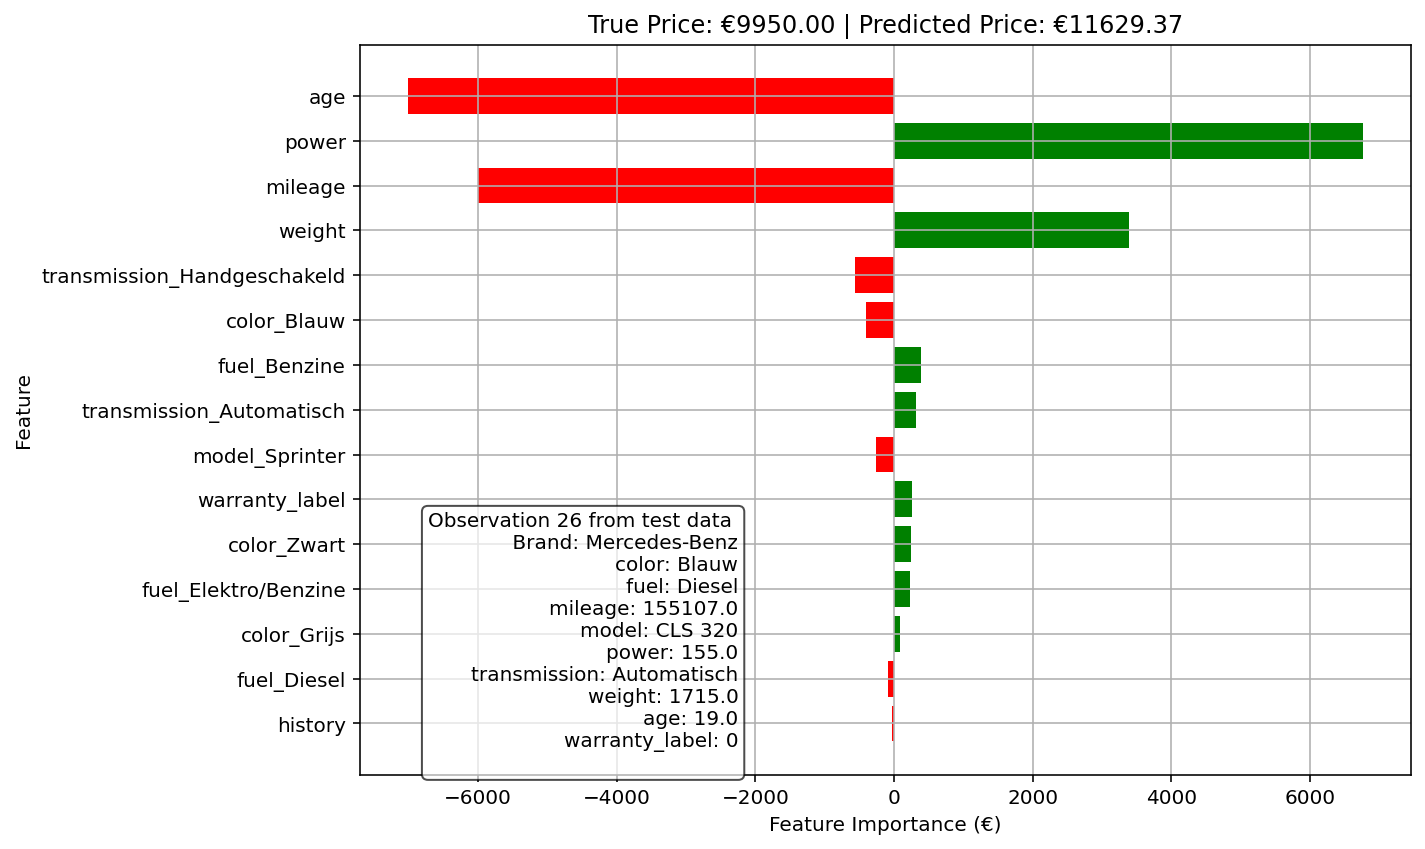 True Price: €9950.00 | Predicted Price: €11629.37
age
power
mileage
weight
transmission_Handgeschakeld
color_Blauw
fuel_Benzine
transmission_Automatisch
model_Sprinter
warranty_label
color_Zwart
fuel_Elektro/Benzine
color_Grijs
fuel_Diesel
history
Feature
Observation 26 from test data
Brand: Mercedes-Benz
color: Blauw
fuel: Diesel
mileage: 155107.0
model: CLS 320
power: 155.0
transmission: Automatisch
weight: 1715.0
age: 19.0
warranty_label: 0
−6000 −4000 −2000 0 2000 4000 6000
Feature Importance (€)